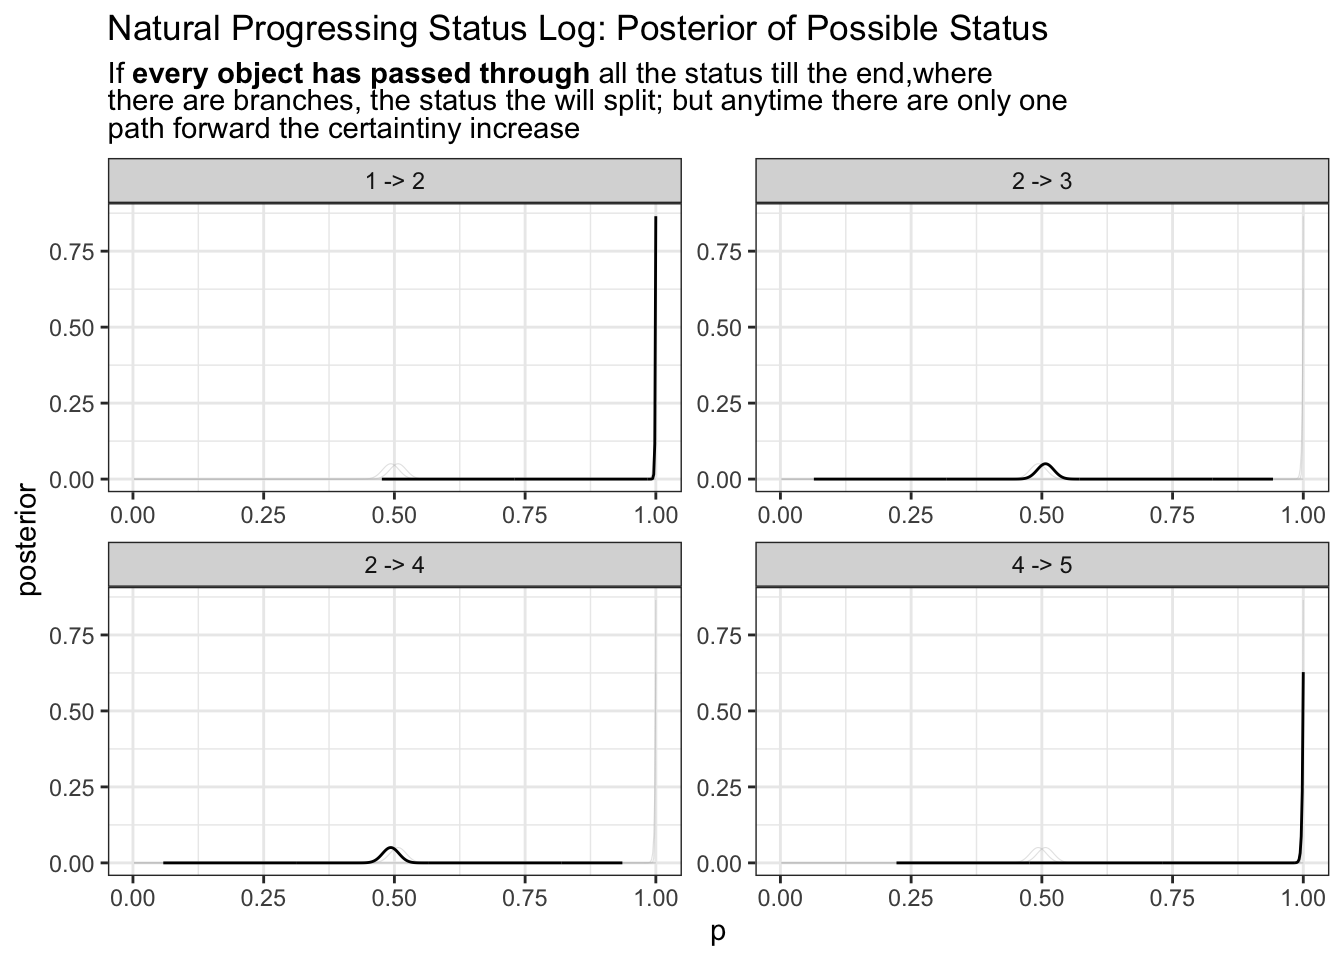 Natural Progressing Status Log: Posterior of Possible Status
If every object has passed through all the status till the end,where
there are branches, the status the will split; but anytime there are only one
path forward the certaintiny increase
1 -> 2
2 -> 3
0.75
0.50
0.25
0.00
0.75
0.50
0.25
0.00
0.00 0.25 0.50 0.75 1.00
0.00 0.25 0.50 0.75 1.00
posterior
2 -> 4
4 -> 5
0.75
0.50
0.25
0.00
0.75
0.50
0.25
0.00
0.00 0.25 0.50 0.75 1.00
0.00 0.25 0.50 0.75 1.00
p